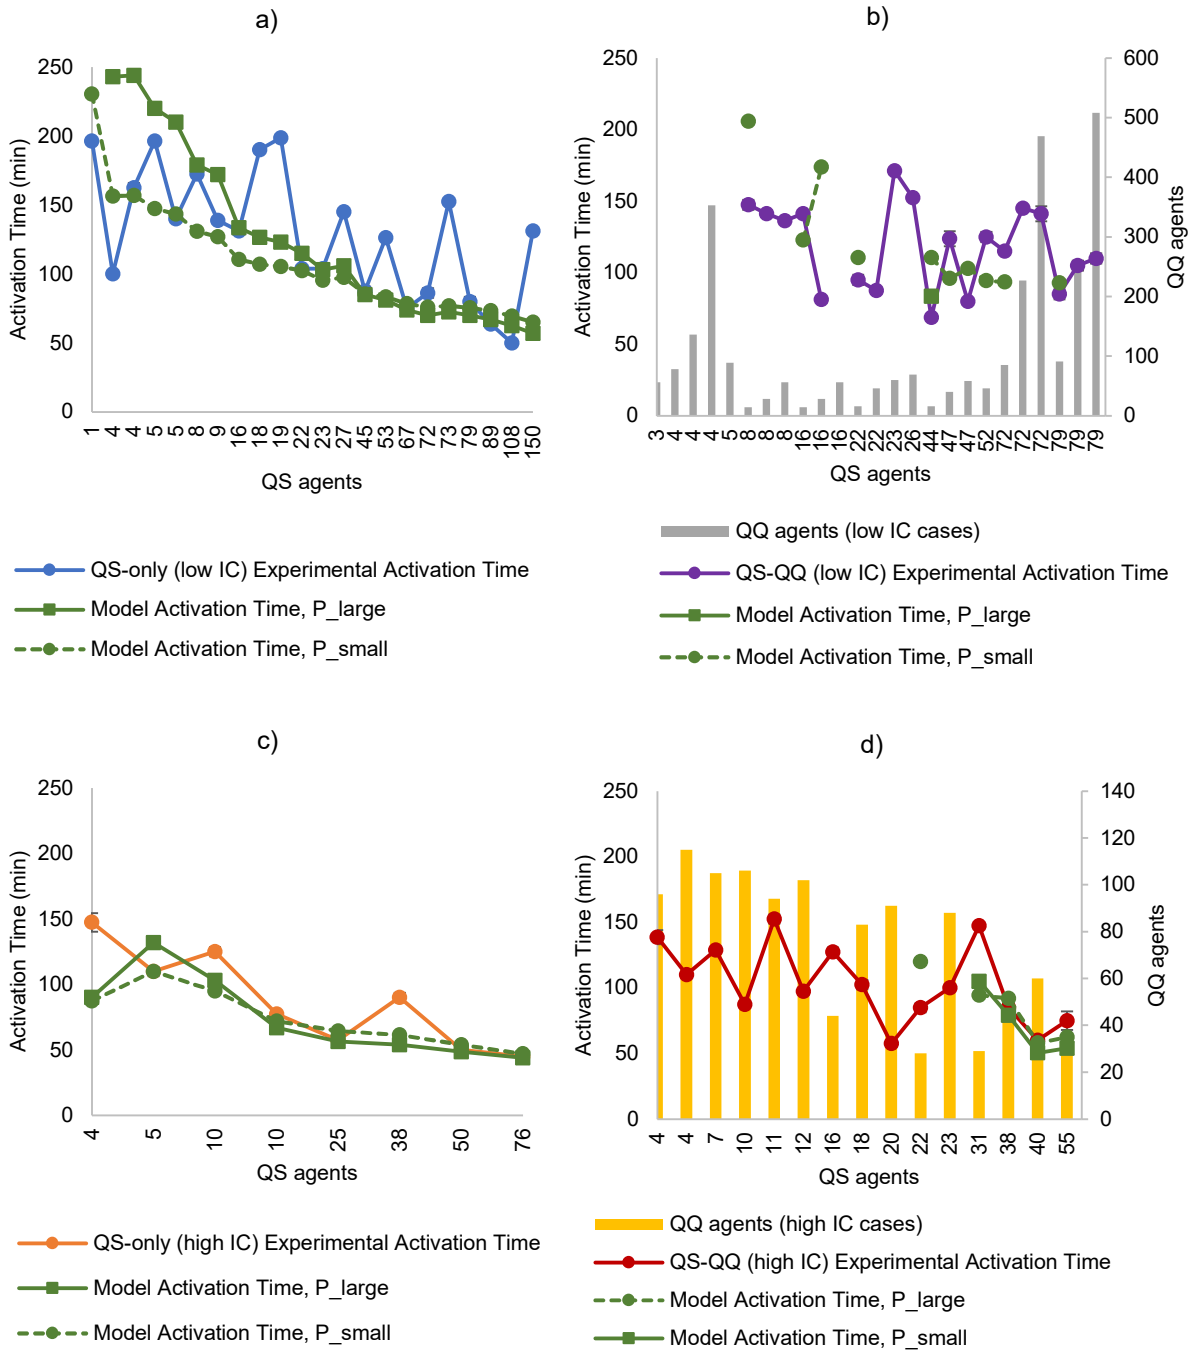 a)
250
200
150
100
50
0
Activation Time (min)
1 4 4 5 5 8 9 16 18 19 22 23 27 45 53 67 72 73 79 89 108 150
QS agents
QS-only (low IC) Experimental Activation Time
Model Activation Time, P_large
Model Activation Time, P_small
b)
250
200
150
100
50
0
Activation Time (min)
600
500
400
300
200
100
0
QQ agents
3 4 4 4 5 8 8 8 16 16 16 22 22 23 26 44 47 47 52 72 72 72 79 79 79
QS agents
QQ agents (low IC cases)
QS-QQ (low IC) Experimental Activation Time
Model Activation Time, P_large
Model Activation Time, P_small
c)
250
200
150
100
50
0
Activation Time (min)
4 5 10 10 25 38 50 76
QS agents
QS-only (high IC) Experimental Activation Time
Model Activation Time, P_large
Model Activation Time, P_small
d)
250
200
150
100
50
0
Activation Time (min)
140
120
100
80
60
40
20
0
QQ agents
4 4 7 10 11 12 16 18 20 22 23 31 38 40 55
QS agents
QQ agents (high IC cases)
QS-QQ (high IC) Experimental Activation Time
Model Activation Time, P_large
Model Activation Time, P_small